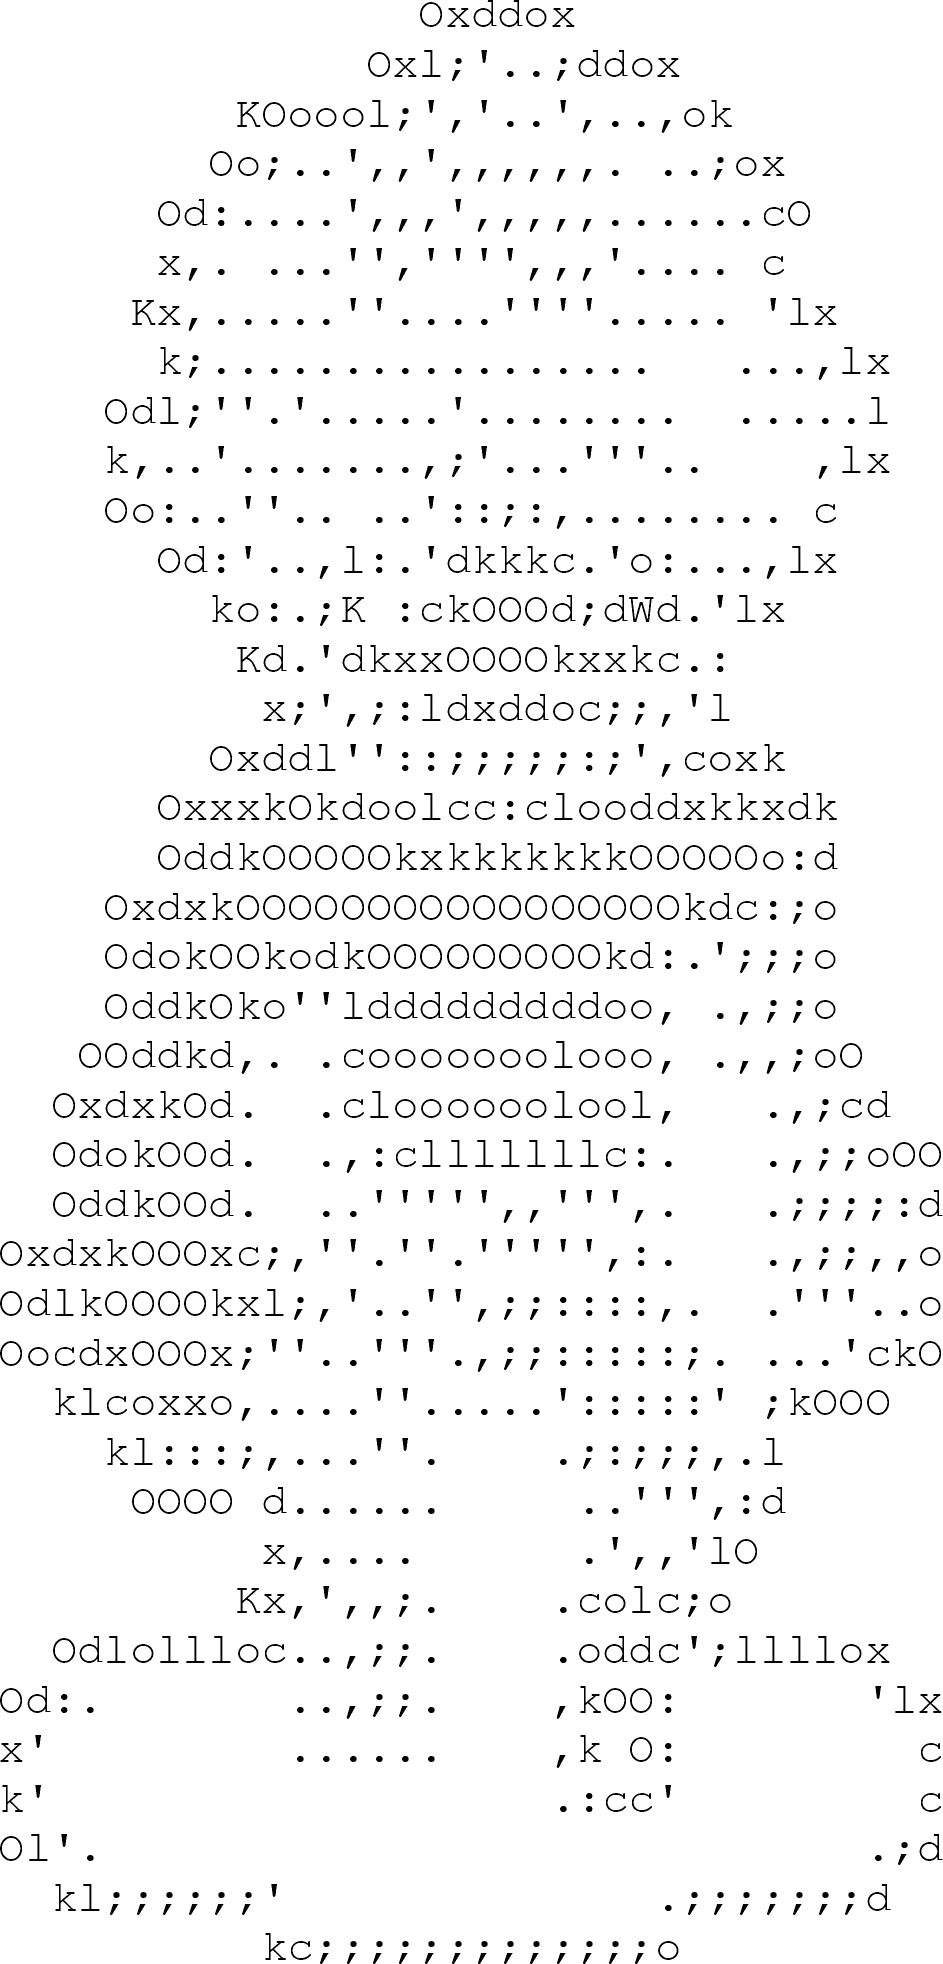 Oxddox
Oxl;'..;ddox
KOoool;','..',..,ok
Oo;..',,',,,,,,. ..;ox
Od:....',,,',,,,,......cO
x,. ...'','''',,,'.... c
Kx,.....''....''''..... 'lx
k;.................   ...,lx
Odl;''.'.....'........  .....l
k,..'.......,;'...'''..    ,lx
Oo:..''.. ..'::;:,........ c
Od:'..,l:.'dkkkc.'o:...,lx
ko:.;K :ckOOOd;dWd.'lx
Kd.'dkxxOOOOkxxkc.:
x;',;:ldxddoc;;,'l
Oxddl''::;;;;;:;',coxk
OxxxkOkdoolcc:clooddxkkxdk
OddkOOOOOkxkkkkkkkOOOOOo:d
OxdxkOOOOOOOOOOOOOOOOOkdc:;o
OdokOOkodkOOOOOOOOOkd:.';;;o
OddkOko''ldddddddddoo, .,;;o
OOddkd,. .cooooooolooo, .,,;oO
OxdxkOd.  .cloooooolool,   .,;cd
OdokOOd.  .,:clllllllc:.   .,;;oOO
OddkOOd.  ..''''',,''',.   .;;;;:d
OxdxkOOOxc;,''.''.''''',:.   .,;;,,o
OdlkOOOOkxl;,'..'',;;::::,.  .'''..o
OocdxOOOx;''..'''.,;;:::::;. ...'ckO
klcoxxo,....''.....':::::' ;kOOO
kl:::;,...''.    .;:;;;,.l
OOOO d......     ..''',:d
x,....      .',,'lO
Kx,',,;.    .colc;o
Odlollloc..,;;.    .oddc';llllox
Od:.       ..,;;.    ,kOO:       'lx
x'         ......    ,k O:         c
k'                   .:cc'         c
Ol'.                             .;d
kl;;;;;;'              .;;;;;;;d
kc;;;;;;;;;;;;;o